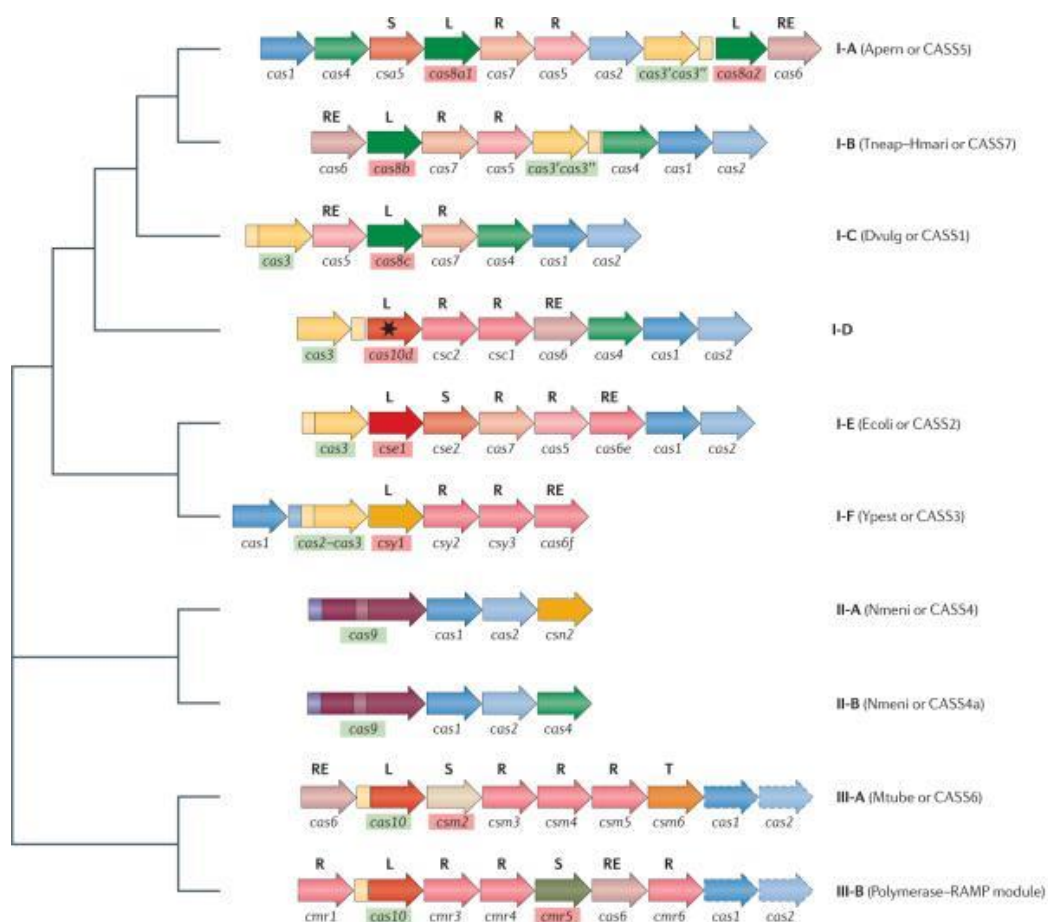 S L R R L RE
I-A (Apern or CASS5)
cas1 cas4 csa5 cas8a1 cas7 cas5 cas2 cas3' cas3'' cas8a2 cas6
RE L R R
I-B (Tneap–Hmari or CASS7)
cas6 cas8b cas7 cas5 cas3' cas3'' cas4 cas1 cas2
RE L R
I-C (Dvulg or CASS1)
cas3 cas5 cas8c cas7 cas4 cas1 cas2
L R R RE
I-D
cas3 cas10d csc2 csc1 cas6 cas4 cas1 cas2
L S R R RE
I-E (Ecoli or CASS2)
cas3 cse1 cse2 cas7 cas5 cas6e cas1 cas2
L R R RE
I-F (Ypest or CASS3)
cas1 cas2–cas3 csy1 csy2 csy3 cas6f
II-A (Nmeni or CASS4)
cas9 cas1 cas2 csn2
II-B (Nmeni or CASS4a)
cas9 cas1 cas2 cas4
RE L S R R R T
III-A (Mtube or CASS6)
cas6 cas10 csm2 csm3 csm4 csm5 csm6 cas1 cas2
R L R R S RE R
III-B (Polymerase–RAMP module)
cmr1 cas10 cmr3 cmr4 cmr5 cas6 cmr6 cas1 cas2